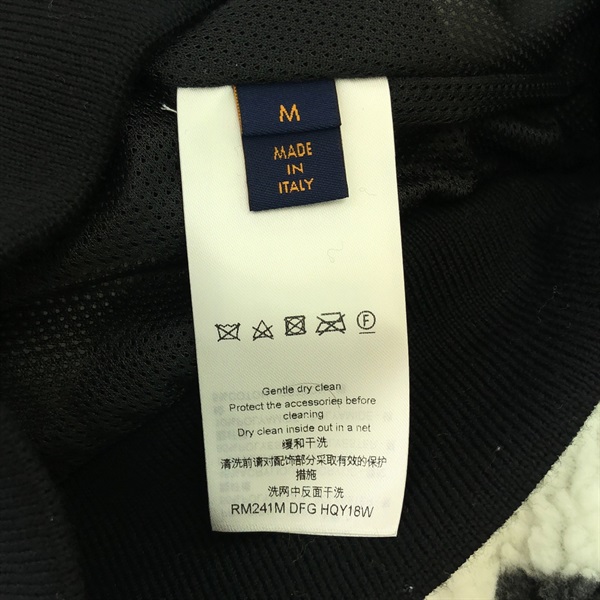 M
MADE
IN
ITALY
F
Gentle dry clean
Protect the accessories before
cleaning
Dry clean inside out in a net
缓和干洗
清洗前请对配饰部分采取有效的保护
措施
洗网中反面干洗
RM241M DFG HQY18W